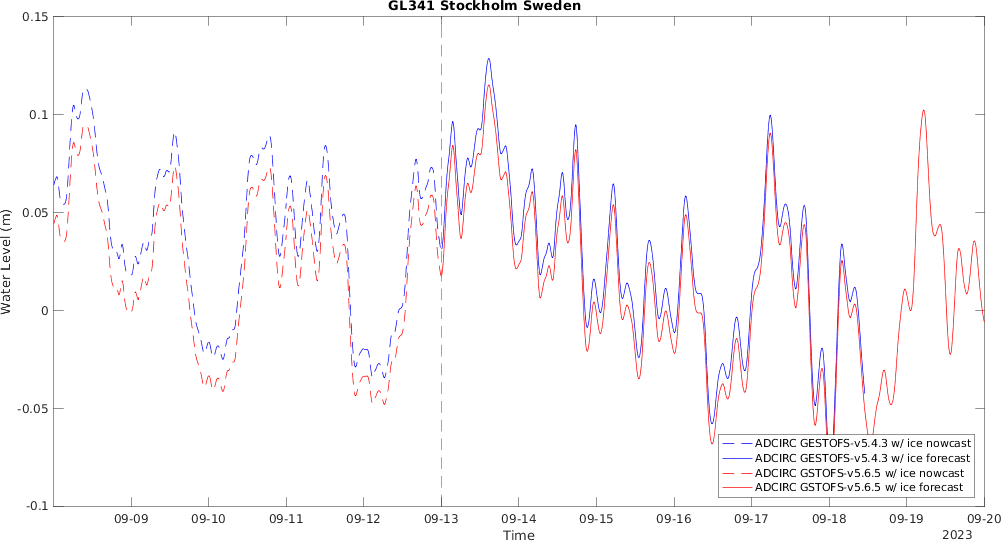 GL341 Stockholm Sweden
0.15
0.1
0.05
0
-0.05
-0.1
Water Level (m)
ADCIRC GESTOFS-v5.4.3 w/ ice nowcast
ADCIRC GESTOFS-v5.4.3 w/ ice forecast
ADCIRC GSTOFS-v5.6.5 w/ ice nowcast
ADCIRC GSTOFS-v5.6.5 w/ ice forecast
09-09 09-10 09-11 09-12 09-13 09-14 09-15 09-16 09-17 09-18 09-19 09-20
Time
2023